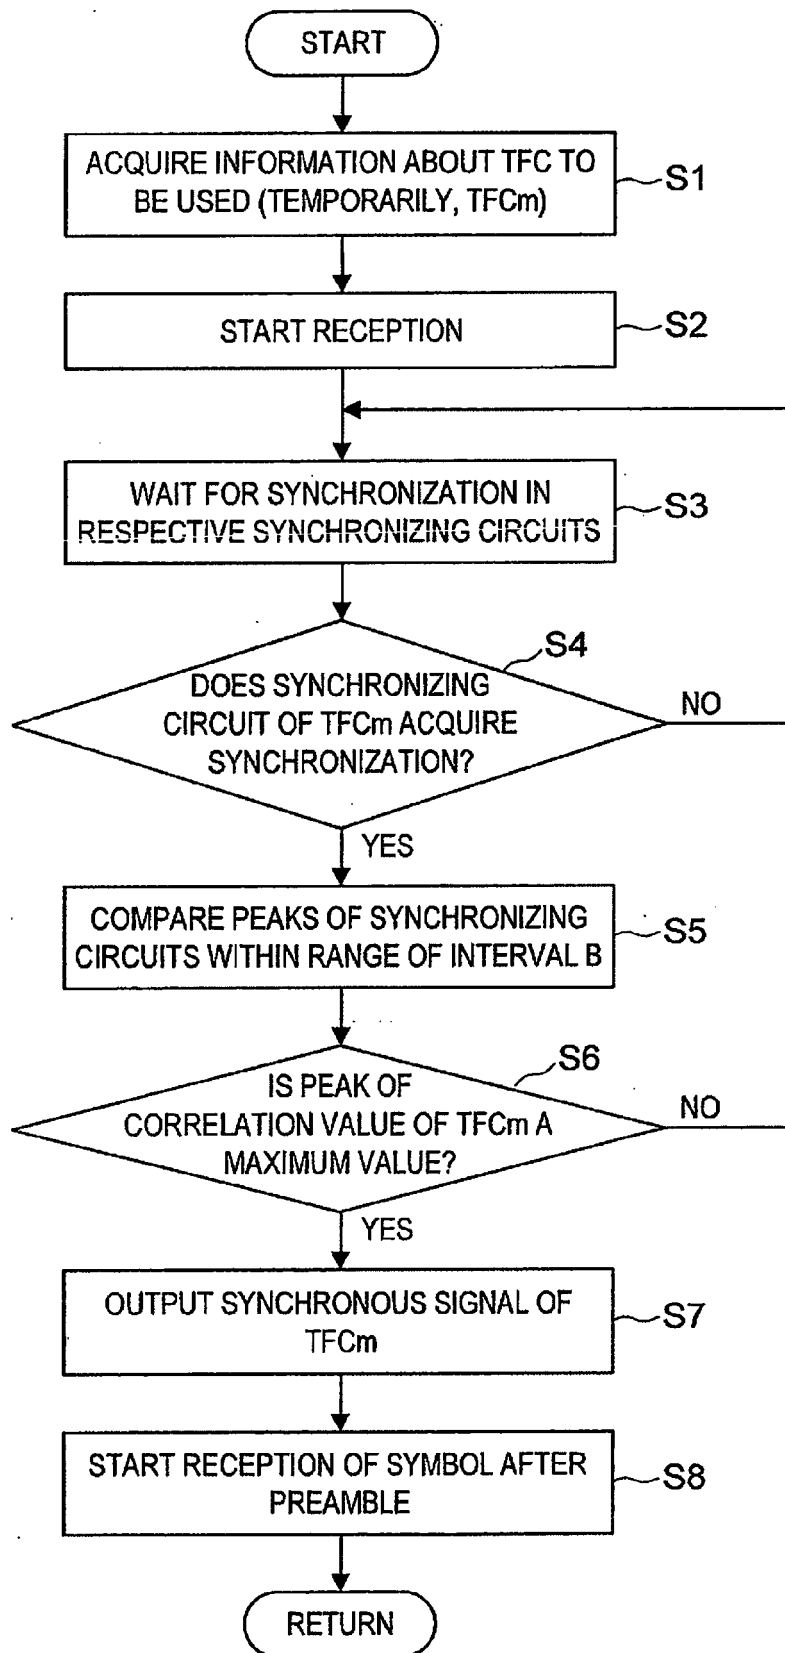 START
ACQUIRE INFORMATION ABOUT TFC TO
BE USED (TEMPORARILY, TFCm)
S1
START RECEPTION
S2
WAIT FOR SYNCHRONIZATION IN
RESPECTIVE SYNCHRONIZING CIRCUITS
S3
S4
DOES SYNCHRONIZING
CIRCUIT OF TFCm ACQUIRE
SYNCHRONIZATION?
NO
YES
COMPARE PEAKS OF SYNCHRONIZING
CIRCUITS WITHIN RANGE OF INTERVAL B
S5
S6
IS PEAK OF
CORRELATION VALUE OF TFCm A
MAXIMUM VALUE?
NO
YES
OUTPUT SYNCHRONOUS SIGNAL OF
TFCm
S7
START RECEPTION OF SYMBOL AFTER
PREAMBLE
S8
RETURN